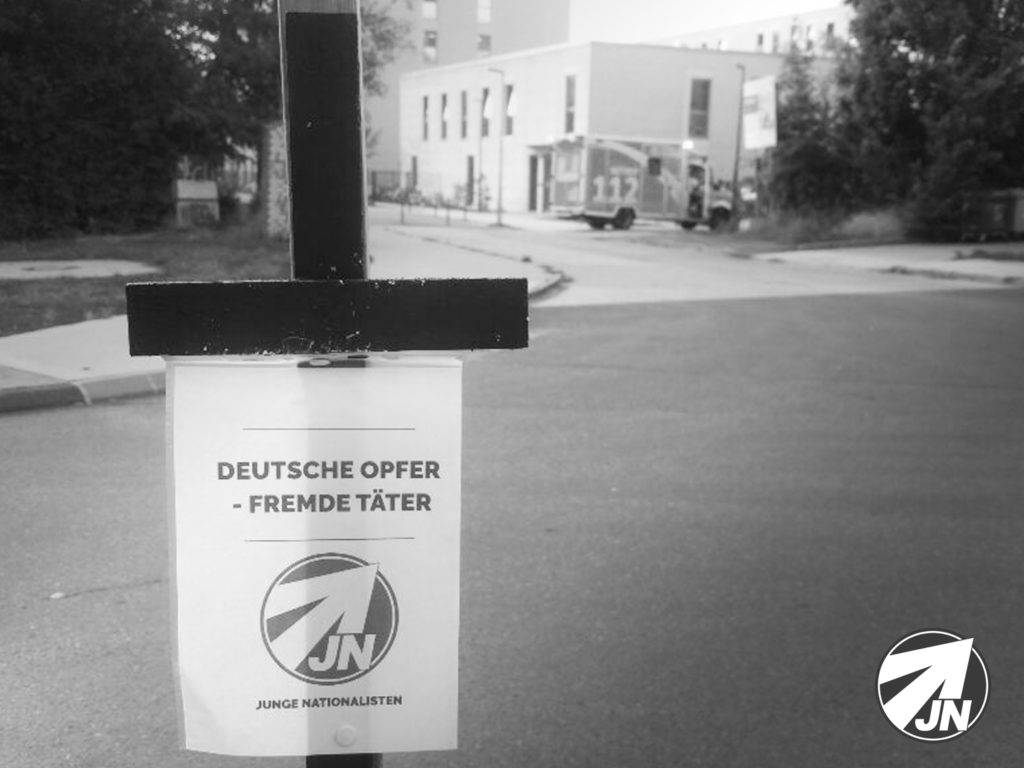 112
DEUTSCHE OPFER
- FREMDE TÄTER
JN
JUNGE NATIONALISTEN
JN